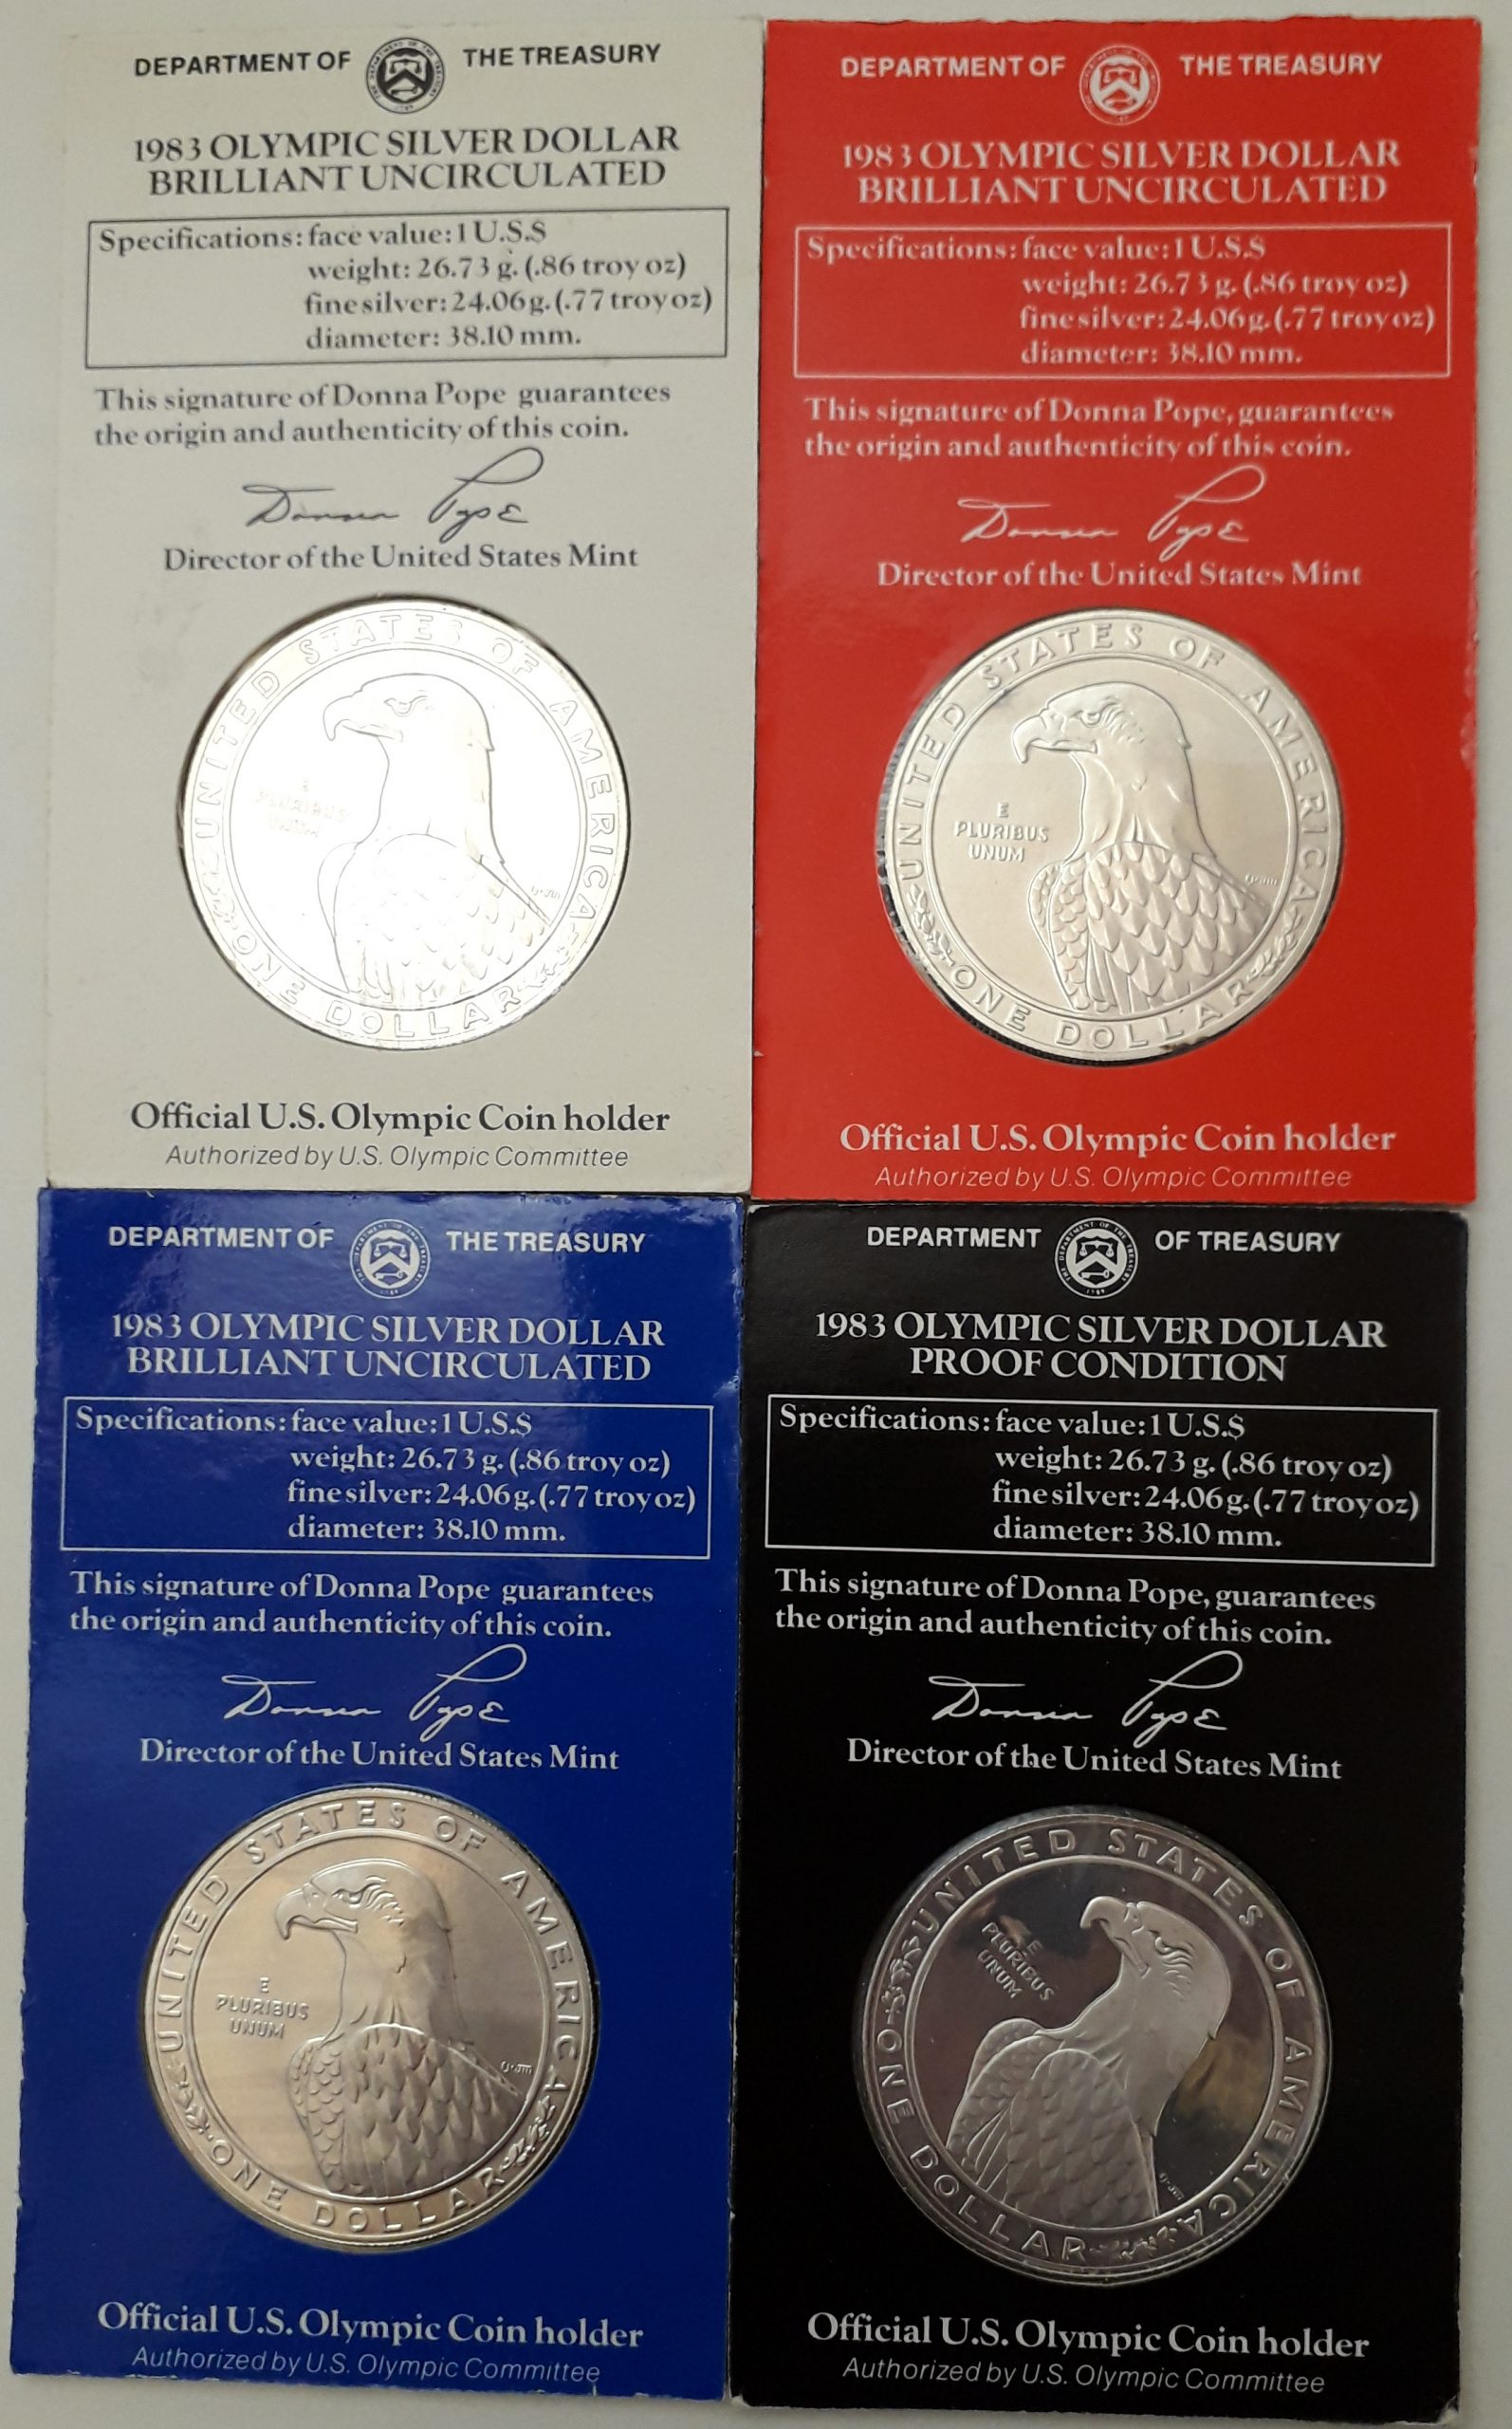 DEPARTMENT OF THE TREASURY
1983 OLYMPIC SILVER DOLLAR
BRILLIANT UNCIRCULATED
Specifications: face value: 1 U.S.$
weight: 26.73 g. (.86 troy oz)
fine silver: 24.06 g. (.77 troy oz)
diameter: 38.10 mm.
This signature of Donna Pope guarantees
the origin and authenticity of this coin.
Donna Pope
Director of the United States Mint
UNITED STATES OF AMERICA
E
PLURIBUS
UNUM
ONE DOLLAR
Official U.S. Olympic Coin holder
Authorized by U.S. Olympic Committee
DEPARTMENT OF THE TREASURY
1983 OLYMPIC SILVER DOLLAR
BRILLIANT UNCIRCULATED
Specifications: face value: 1 U.S.$
weight: 26.73 g. (.86 troy oz)
fine silver: 24.06 g. (.77 troy oz)
diameter: 38.10 mm.
This signature of Donna Pope, guarantees
the origin and authenticity of this coin.
Donna Pope
Director of the United States Mint
UNITED STATES OF AMERICA
E
PLURIBUS
UNUM
ONE DOLLAR
Official U.S. Olympic Coin holder
Authorized by U.S. Olympic Committee
DEPARTMENT OF THE TREASURY
1983 OLYMPIC SILVER DOLLAR
BRILLIANT UNCIRCULATED
Specifications: face value: 1 U.S.$
weight: 26.73 g. (.86 troy oz)
fine silver: 24.06 g. (.77 troy oz)
diameter: 38.10 mm.
This signature of Donna Pope guarantees
the origin and authenticity of this coin.
Donna Pope
Director of the United States Mint
UNITED STATES OF AMERICA
E
PLURIBUS
UNUM
ONE DOLLAR
Official U.S. Olympic Coin holder
Authorized by U.S. Olympic Committee
DEPARTMENT OF TREASURY
1983 OLYMPIC SILVER DOLLAR
PROOF CONDITION
Specifications: face value: 1 U.S.$
weight: 26.73 g. (.86 troy oz)
fine silver: 24.06 g. (.77 troy oz)
diameter: 38.10 mm.
This signature of Donna Pope, guarantees
the origin and authenticity of this coin.
Donna Pope
Director of the United States Mint
UNITED STATES OF AMERICA
E
PLURIBUS
UNUM
ONE DOLLAR
Official U.S. Olympic Coin holder
Authorized by U.S. Olympic Committee